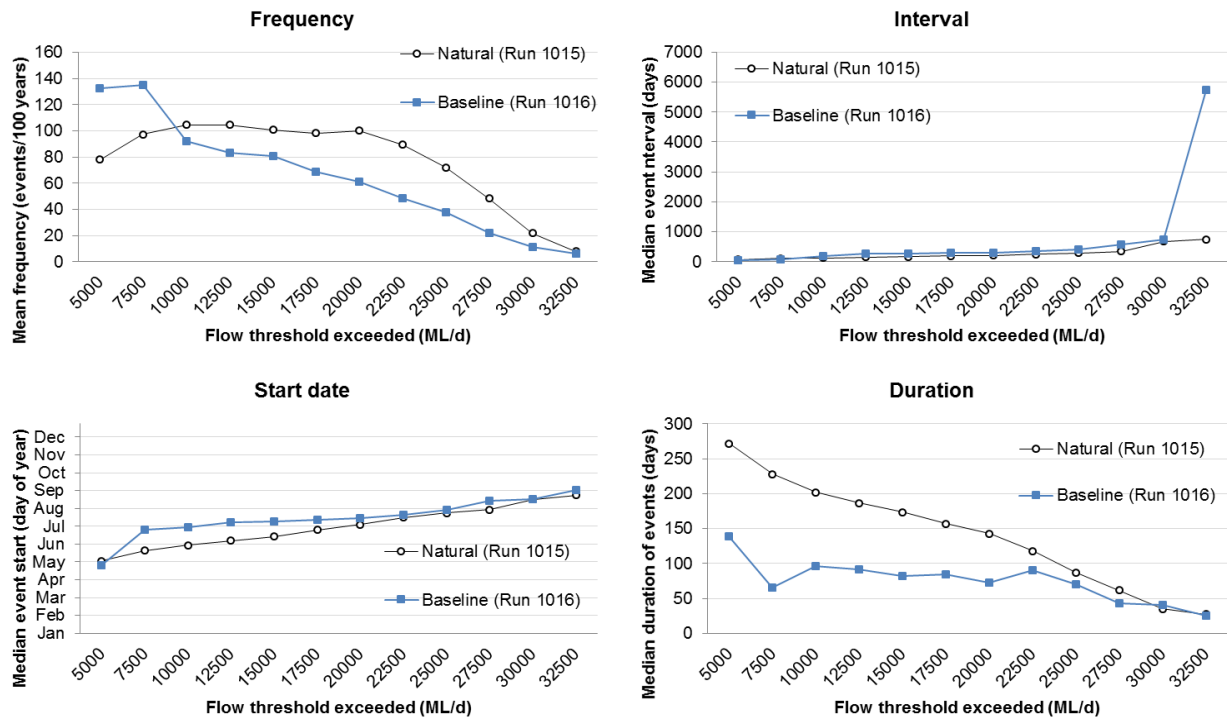 Frequency
Mean frequency (events/100 years)
160
140
120
100
80
60
40
20
0
Natural (Run 1015)
Baseline (Run 1016)
5000
7500
10000
12500
15000
17500
20000
22500
25000
27500
30000
32500
Flow threshold exceeded (ML/d)
Interval
Median event nterval (days)
7000
6000
5000
4000
3000
2000
1000
0
Natural (Run 1015)
Baseline (Run 1016)
5000
7500
10000
12500
15000
17500
20000
22500
25000
27500
30000
32500
Flow threshold exceeded (ML/d)
Start date
Median event start (day of year)
Dec
Nov
Oct
Sep
Aug
Jul
Jun
May
Apr
Mar
Feb
Jan
Natural (Run 1015)
Baseline (Run 1016)
5000
7500
10000
12500
15000
17500
20000
22500
25000
27500
30000
32500
Flow threshold exceeded (ML/d)
Duration
Median duration of events (days)
300
250
200
150
100
50
0
Natural (Run 1015)
Baseline (Run 1016)
5000
7500
10000
12500
15000
17500
20000
22500
25000
27500
30000
32500
Flow threshold exceeded (ML/d)